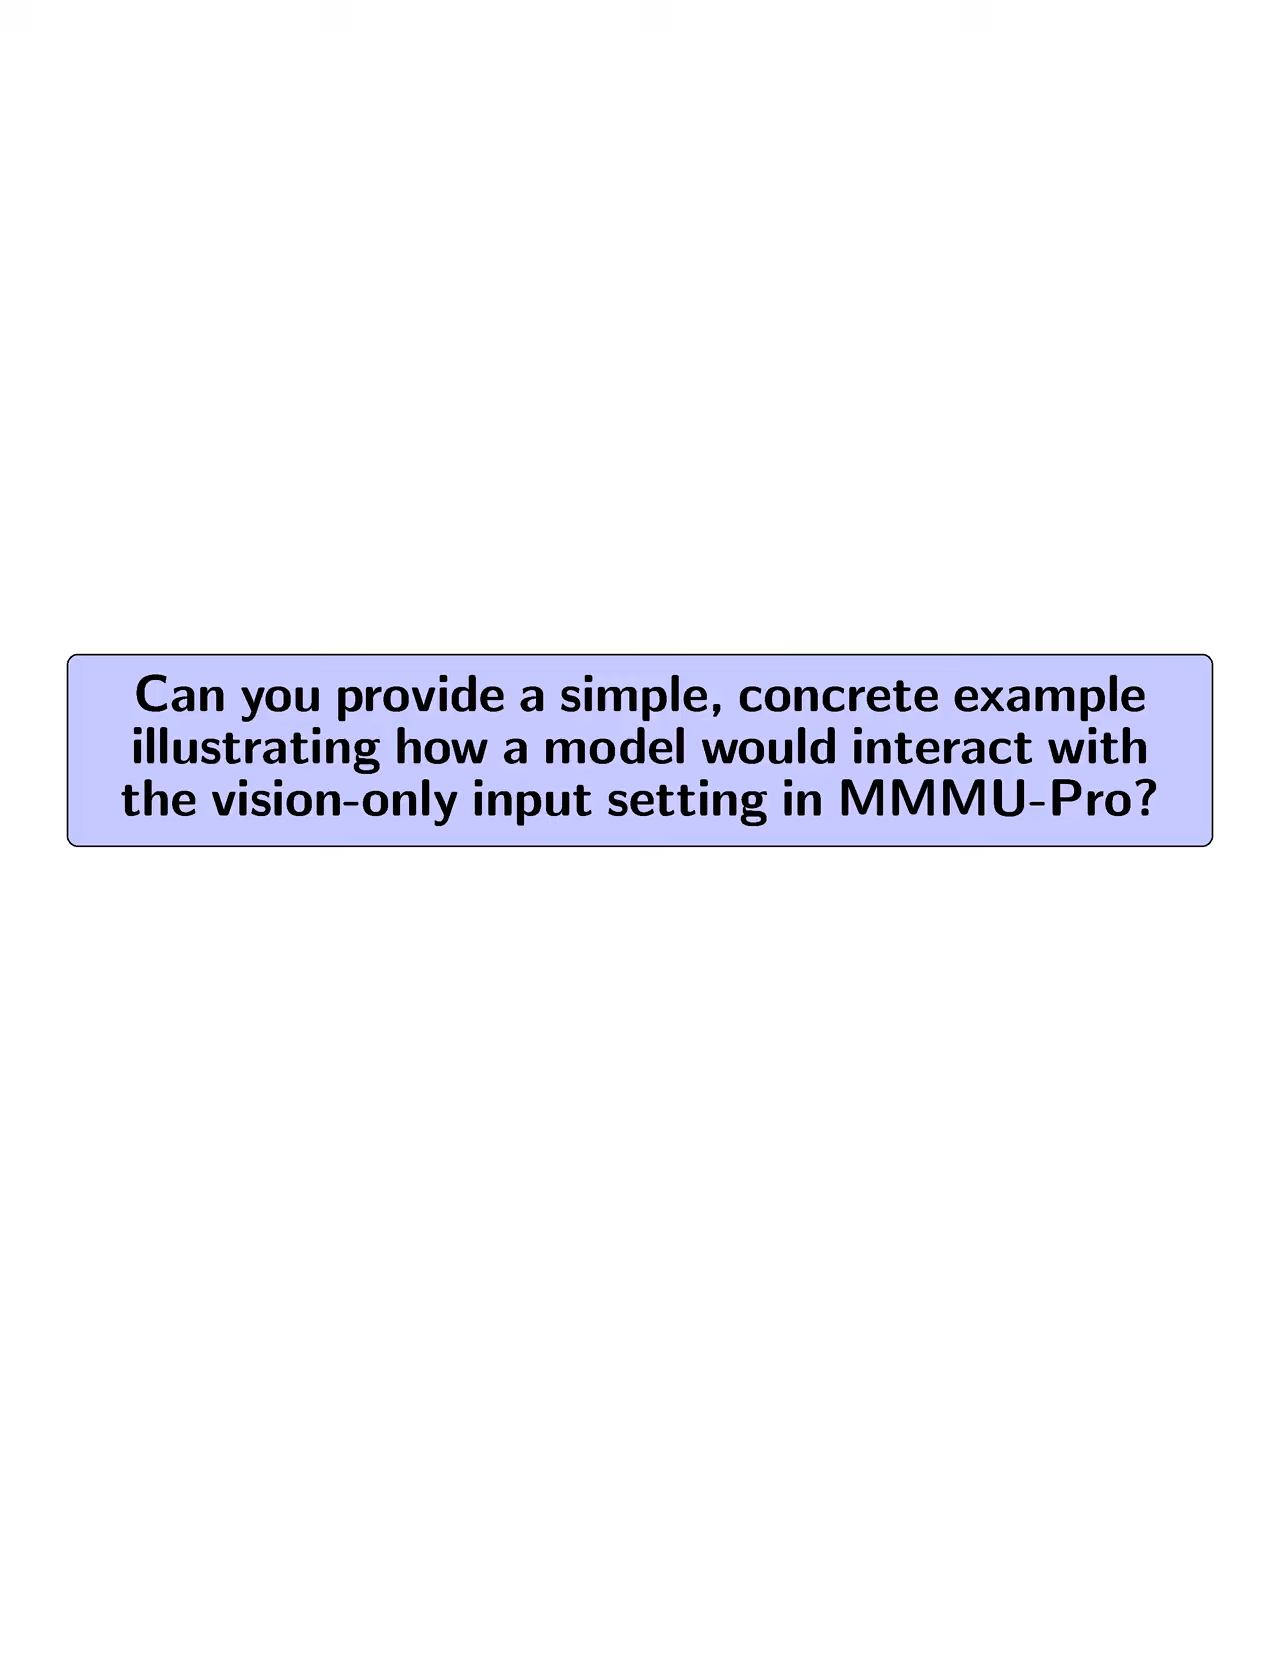 Can you provide a simple, concrete example
illustrating how a model would interact with
the vision-only input setting in MMMU-Pro?